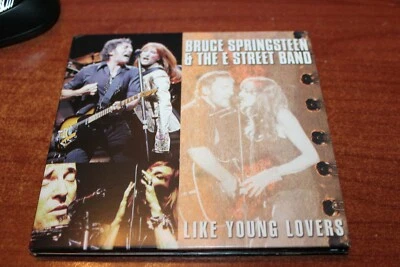 BRUCE SPRINGSTEEN
& THE E STREET BAND
LIKE YOUNG LOVERS